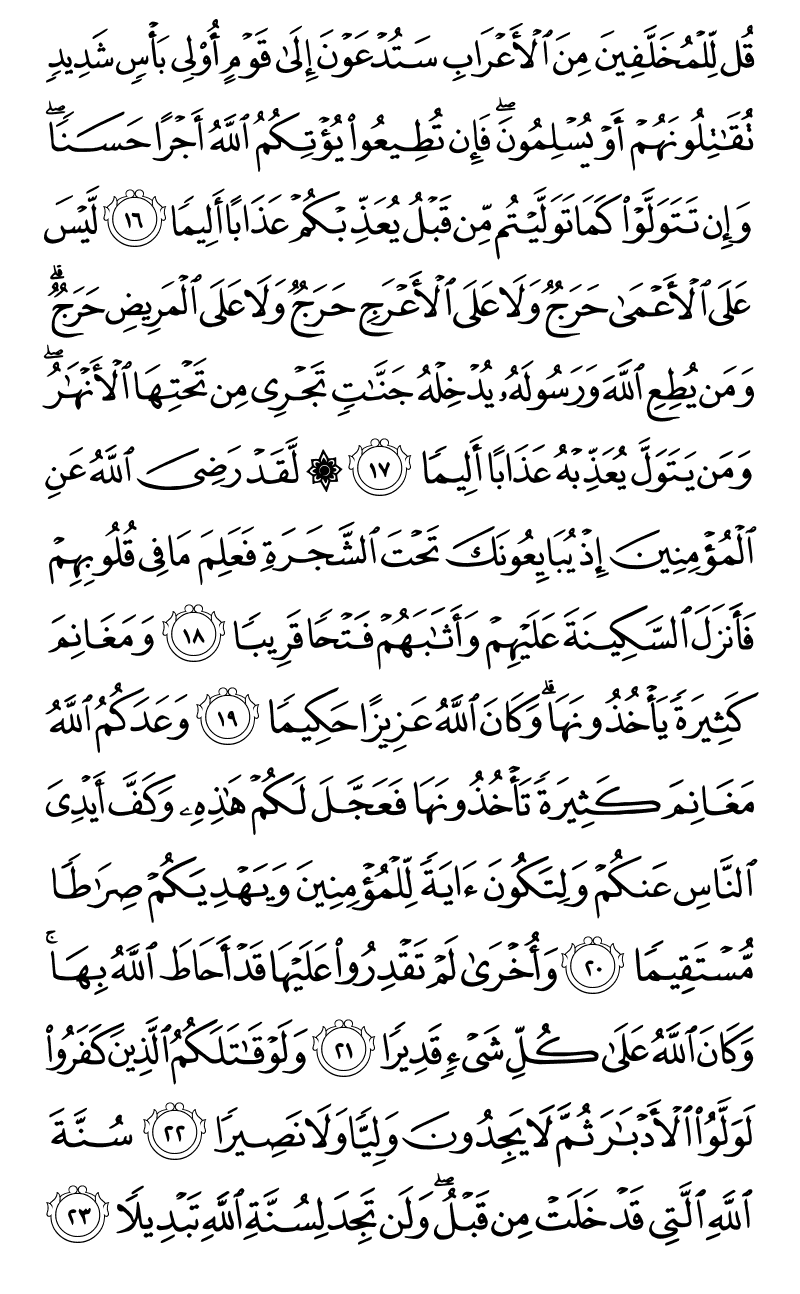 قُل لِّلْمُخَلَّفِينَ مِنَ ٱلْأَعْرَابِ سَتُدْعَوْنَ إِلَىٰ قَوْمٍ أُو۟لِى بَأْسٍ شَدِيدٍ
تُقَـٰتِلُونَهُمْ أَوْ يُسْلِمُونَ ۖ فَإِن تُطِيعُوا۟ يُؤْتِكُمُ ٱللَّهُ أَجْرًا حَسَنًا ۖ
وَإِن تَتَوَلَّوْا۟ كَمَا تَوَلَّيْتُم مِّن قَبْلُ يُعَذِّبْكُمْ عَذَابًا أَلِيمًا ١٦ لَّيْسَ
عَلَى ٱلْأَعْمَىٰ حَرَجٌ وَلَا عَلَى ٱلْأَعْرَجِ حَرَجٌ وَلَا عَلَى ٱلْمَرِيضِ حَرَجٌ ۗ
وَمَن يُطِعِ ٱللَّهَ وَرَسُولَهُۥ يُدْخِلْهُ جَنَّـٰتٍ تَجْرِى مِن تَحْتِهَا ٱلْأَنْهَـٰرُ ۖ
وَمَن يَتَوَلَّ يُعَذِّبْهُ عَذَابًا أَلِيمًا ١٧ ۞ لَّقَدْ رَضِىَ ٱللَّهُ عَنِ
ٱلْمُؤْمِنِينَ إِذْ يُبَايِعُونَكَ تَحْتَ ٱلشَّجَرَةِ فَعَلِمَ مَا فِى قُلُوبِهِمْ
فَأَنزَلَ ٱلسَّكِينَةَ عَلَيْهِمْ وَأَثَـٰبَهُمْ فَتْحًا قَرِيبًا ١٨ وَمَغَانِمَ
كَثِيرَةً يَأْخُذُونَهَا ۗ وَكَانَ ٱللَّهُ عَزِيزًا حَكِيمًا ١٩ وَعَدَكُمُ ٱللَّهُ
مَغَانِمَ كَثِيرَةً تَأْخُذُونَهَا فَعَجَّلَ لَكُمْ هَـٰذِهِۦ وَكَفَّ أَيْدِىَ
ٱلنَّاسِ عَنكُمْ وَلِتَكُونَ ءَايَةً لِّلْمُؤْمِنِينَ وَيَهْدِيَكُمْ صِرَٰطًا
مُّسْتَقِيمًا ٢٠ وَأُخْرَىٰ لَمْ تَقْدِرُوا۟ عَلَيْهَا قَدْ أَحَاطَ ٱللَّهُ بِهَا ۚ
وَكَانَ ٱللَّهُ عَلَىٰ كُلِّ شَىْءٍ قَدِيرًا ٢١ وَلَوْ قَـٰتَلَكُمُ ٱلَّذِينَ كَفَرُوا۟
لَوَلَّوُا۟ ٱلْأَدْبَـٰرَ ثُمَّ لَا يَجِدُونَ وَلِيًّا وَلَا نَصِيرًا ٢٢ سُنَّةَ
ٱللَّهِ ٱلَّتِى قَدْ خَلَتْ مِن قَبْلُ ۖ وَلَن تَجِدَ لِسُنَّةِ ٱللَّهِ تَبْدِيلًا ٢٣